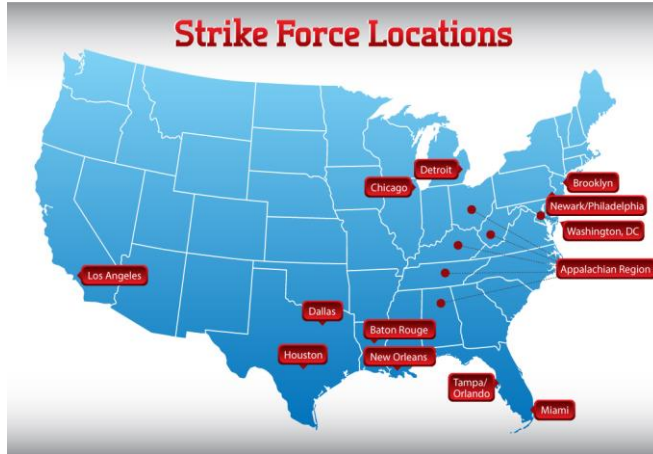 Strike Force Locations
Detroit
Chicago
Brooklyn
Newark/Philadelphia
Washington, DC
Appalachian Region
Los Angeles
Dallas
Baton Rouge
Houston
New Orleans
Tampa/
Orlando
Miami